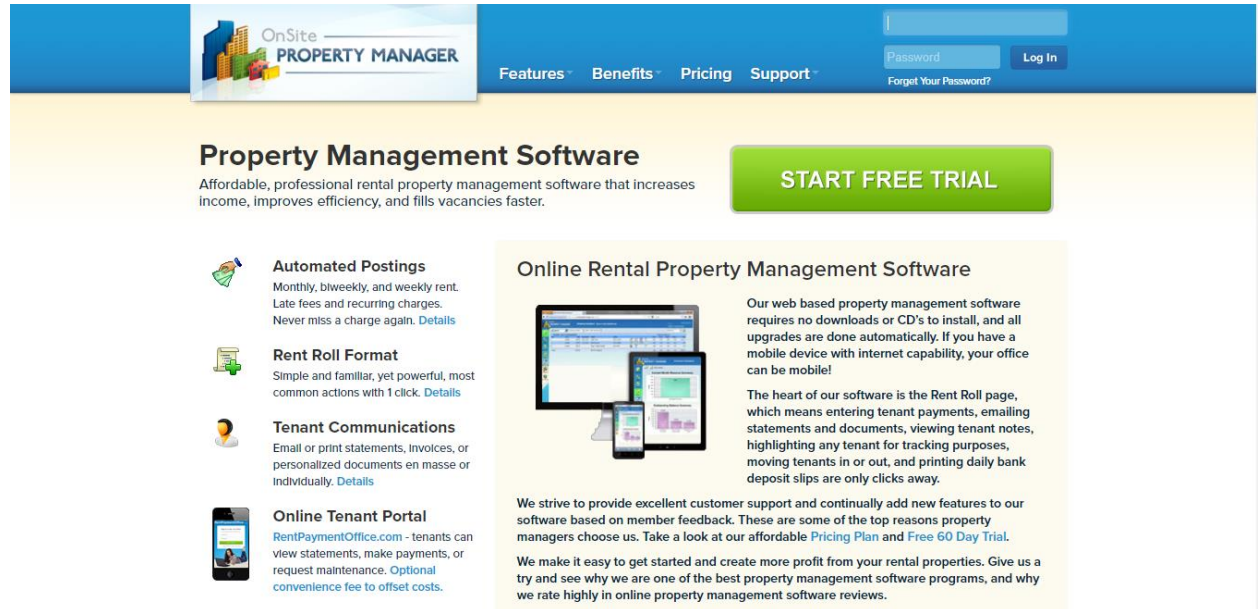 OnSite
PROPERTY MANAGER
Features
Benefits
Pricing
Support
Password
Log In
Forget Your Password?
Property Management Software
Affordable, professional rental property management software that increases
income, improves efficiency, and fills vacancies faster.
START FREE TRIAL
Automated Postings
Monthly, biweekly, and weekly rent.
Late fees and recurring charges.
Never miss a charge again. Details
Rent Roll Format
Simple and familiar, yet powerful, most
common actions with 1 click. Details
Tenant Communications
Email or print statements, invoices, or
personalized documents en masse or
individually. Details
Online Tenant Portal
RentPaymentOffice.com - tenants can
view statements, make payments, or
request maintenance. Optional
convenience fee to offset costs.
Online Rental Property Management Software
Our web based property management software
requires no downloads or CD's to install, and all
upgrades are done automatically. If you have a
mobile device with internet capability, your office
can be mobile!
The heart of our software is the Rent Roll page,
which means entering tenant payments, emailing
statements and documents, viewing tenant notes,
highlighting any tenant for tracking purposes,
moving tenants in or out, and printing daily bank
deposit slips are only clicks away.
We strive to provide excellent customer support and continually add new features to our
software based on member feedback. These are some of the top reasons property
managers choose us. Take a look at our affordable Pricing Plan and Free 60 Day Trial.
We make it easy to get started and create more profit from your rental properties. Give us a
try and see why we are one of the best property management software programs, and why
we rate highly in online property management software reviews.